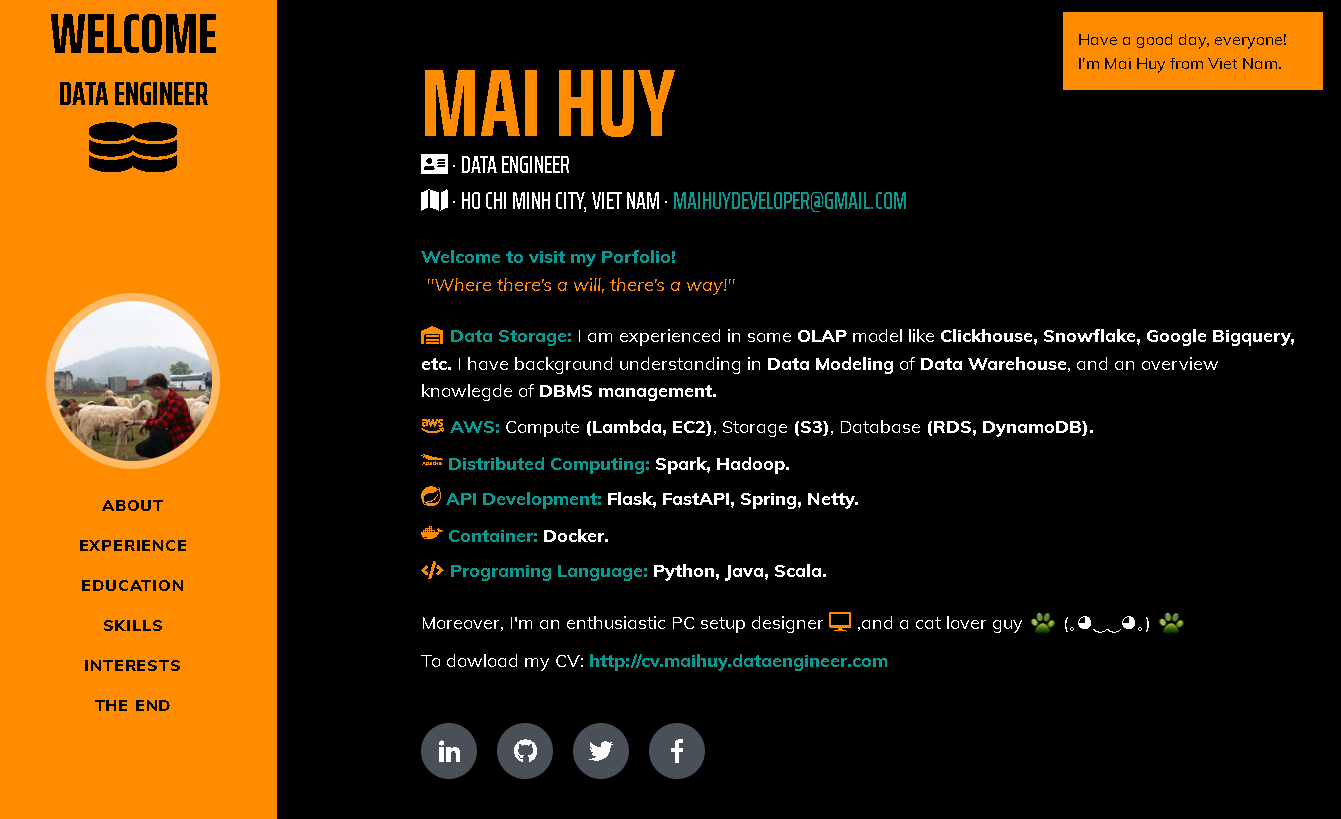 WELCOME
DATA ENGINEER
ABOUT
EXPERIENCE
EDUCATION
SKILLS
INTERESTS
THE END
Have a good day, everyone!
I'm Mai Huy from Viet Nam.
MAI HUY
· DATA ENGINEER
· HO CHI MINH CITY, VIET NAM · MAIHUYDEVELOPER@GMAIL.COM
Welcome to visit my Porfolio!
"Where there's a will, there's a way!"
Data Storage: I am experienced in some OLAP model like Clickhouse, Snowflake, Google Bigquery,
etc. I have background understanding in Data Modeling of Data Warehouse, and an overview
knowlegde of DBMS management.
aws AWS: Compute (Lambda, EC2), Storage (S3), Database (RDS, DynamoDB).
Apache Distributed Computing: Spark, Hadoop.
API Development: Flask, FastAPI, Spring, Netty.
Container: Docker.
Programing Language: Python, Java, Scala.
Moreover, I'm an enthusiastic PC setup designer ,and a cat lover guy 🐾 (｡◕‿‿◕｡) 🐾
To dowload my CV: http://cv.maihuy.dataengineer.com
in f